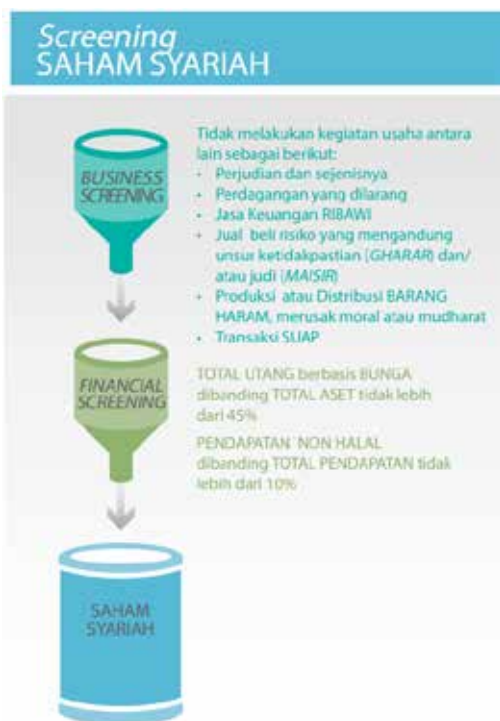 Screening
SAHAM SYARIAH
BUSINESS
SCREENING
Tidak melakukan kegiatan usaha antara
lain sebagai berikut:
• Perjudian dan sejenisnya
• Perdagangan yang dilarang
• Jasa Keuangan RIBAWI
• Jual beli risiko yang mengandung
unsur ketidakpastian (GHARAR) dan/
atau judi (MAISIR)
• Produksi atau Distribusi BARANG
HARAM, merusak moral atau mudharat
• Transaksi SUAP
FINANCIAL
SCREENING
TOTAL UTANG berbasis BUNGA
dibanding TOTAL ASET tidak lebih
dari 45%
PENDAPATAN NON HALAL
dibanding TOTAL PENDAPATAN tidak
lebih dari 10%
SAHAM
SYARIAH